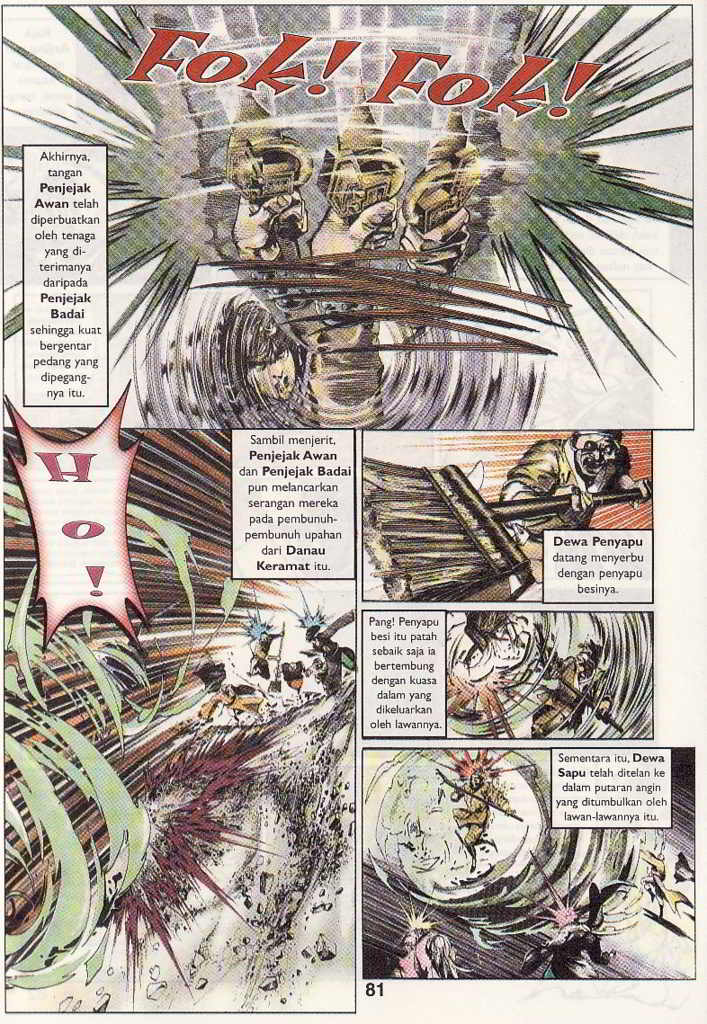 Fok! Fok!
Akhirnya,
tangan
Penjejak
Awan telah
diperbuatkan
oleh tenaga
yang di-
terimanya
daripada
Penjejak
Badai
sehingga kuat
bergentar
pedang yang
dipegang-
nya itu.
HO!
Sambil menjerit,
Penjejak Awan
dan Penjejak Badai
pun melancarkan
serangan mereka
pada pembunuh-
pembunuh upahan
dari Danau
Keramat itu.
Dewa Penyapu
datang menyerbu
dengan penyapu
besinya.
Pang! Penyapu
besi itu patah
sebaik saja ia
bertembung
dengan kuasa
dalam yang
dikeluarkan
oleh lawannya.
Sementara itu, Dewa
Sapu telah ditelan ke
dalam putaran angin
yang ditumbulkan oleh
lawan-lawannya itu.
81